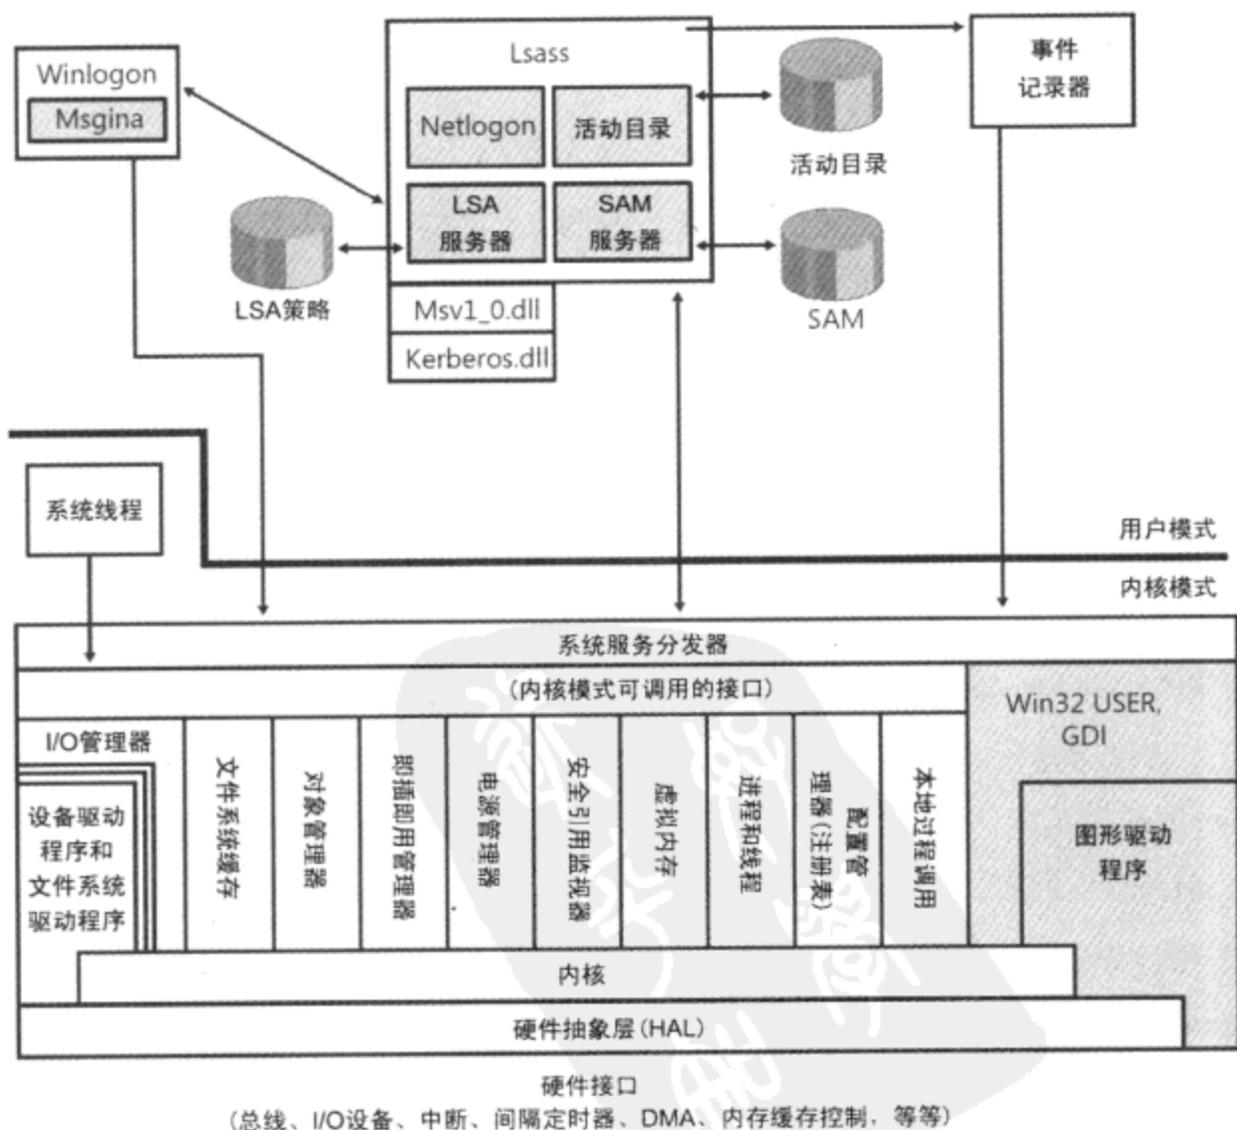 Winlogon
Msgina
Lsass
Netlogon
活动目录
LSA
服务器
SAM
服务器
Msv1_0.dll
Kerberos.dll
LSA策略
活动目录
SAM
事件
记录器
系统线程
用户模式
内核模式
系统服务分发器
(内核模式可调用的接口)
Win32 USER,
GDI
I/O管理器
设备驱动
程序和
文件系统
驱动程序
文件系统缓存
对象管理器
即插即用管理器
电源管理器
安全引用监视器
虚拟内存
进程和线程
配置管
理器(注册表)
本地过程调用
图形驱动
程序
内核
硬件抽象层(HAL)
硬件接口
(总线、I/O设备、中断、间隔定时器、DMA、内存缓存控制，等等)